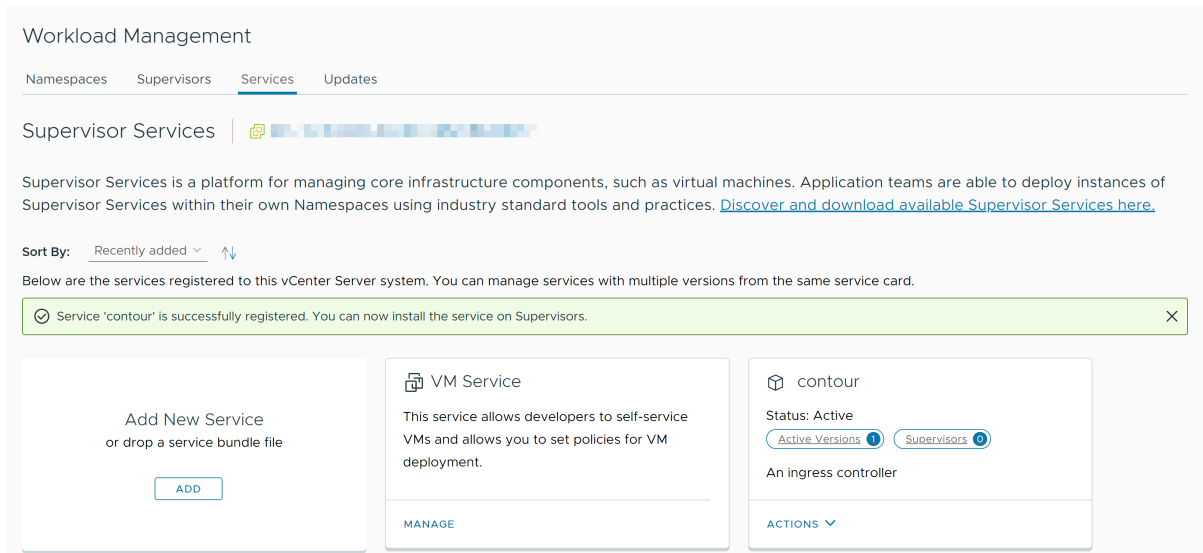 Workload Management
Namespaces Supervisors Services Updates
Supervisor Services
Supervisor Services is a platform for managing core infrastructure components, such as virtual machines. Application teams are able to deploy instances of
Supervisor Services within their own Namespaces using industry standard tools and practices. Discover and download available Supervisor Services here.
Sort By: Recently added
Below are the services registered to this vCenter Server system. You can manage services with multiple versions from the same service card.
Service 'contour' is successfully registered. You can now install the service on Supervisors.
Add New Service
or drop a service bundle file
ADD
VM Service
This service allows developers to self-service
VMs and allows you to set policies for VM
deployment.
MANAGE
contour
Status: Active
Active Versions 1 Supervisors 0
An ingress controller
ACTIONS